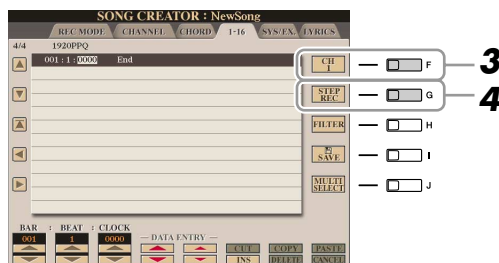 SONG CREATOR : NewSong
REC MODE CHANNEL CHORD 1-16 SYS/EX. LYRICS
4/4 1920PPQ
001 : 1 : 0000 End
CH 1 F 3
STEP REC G 4
FILTER H
SAVE I
MULTI SELECT J
BAR : BEAT : CLOCK
001 1 0000 DATA ENTRY
CUT COPY PASTE
INS DELETE CANCEL